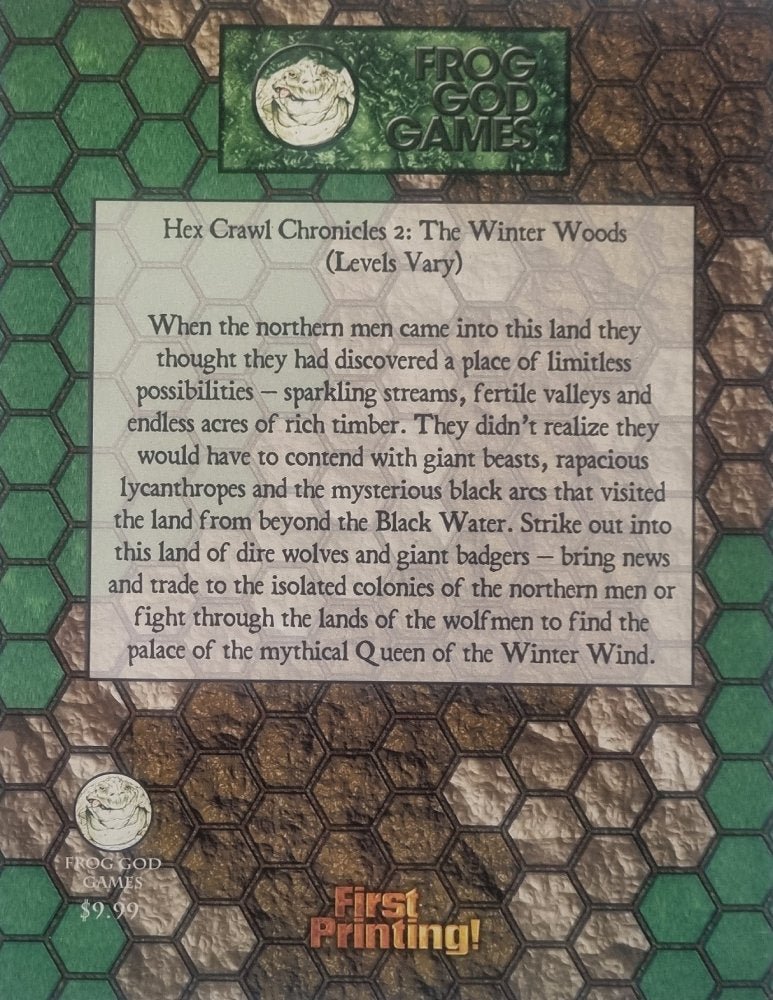 FROG
GOD
GAMES
Hex Crawl Chronicles 2: The Winter Woods
(Levels Vary)
When the northern men came into this land they
thought they had discovered a place of limitless
possibilities – sparkling streams, fertile valleys and
endless acres of rich timber. They didn't realize they
would have to contend with giant beasts, rapacious
lycanthropes and the mysterious black arcs that visited
the land from beyond the Black Water. Strike out into
this land of dire wolves and giant badgers – bring news
and trade to the isolated colonies of the northern men or
fight through the lands of the wolfmen to find the
palace of the mythical Queen of the Winter Wind.
FROG GOD
GAMES
$9.99
First
Printing!